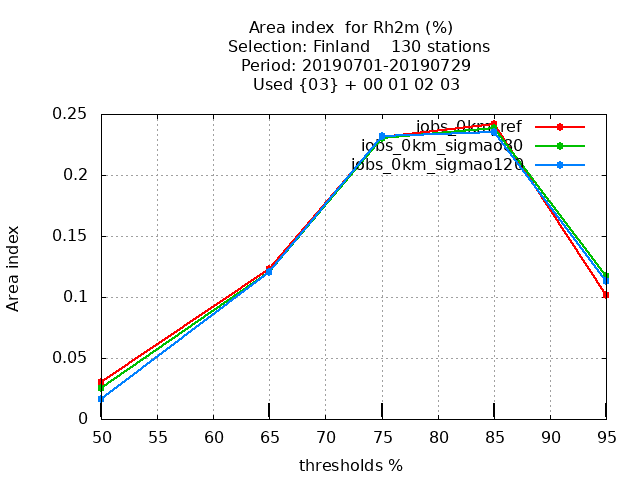 Area index  for Rh2m (%)
Selection: Finland    130 stations
Period: 20190701-20190729
Used {03} + 00 01 02 03
iobs_0km_ref
iobs_0km_sigmao80
iobs_0km_sigmao120
0.25
0.2
0.15
0.1
0.05
0
Area index
50 55 60 65 70 75 80 85 90 95
thresholds %